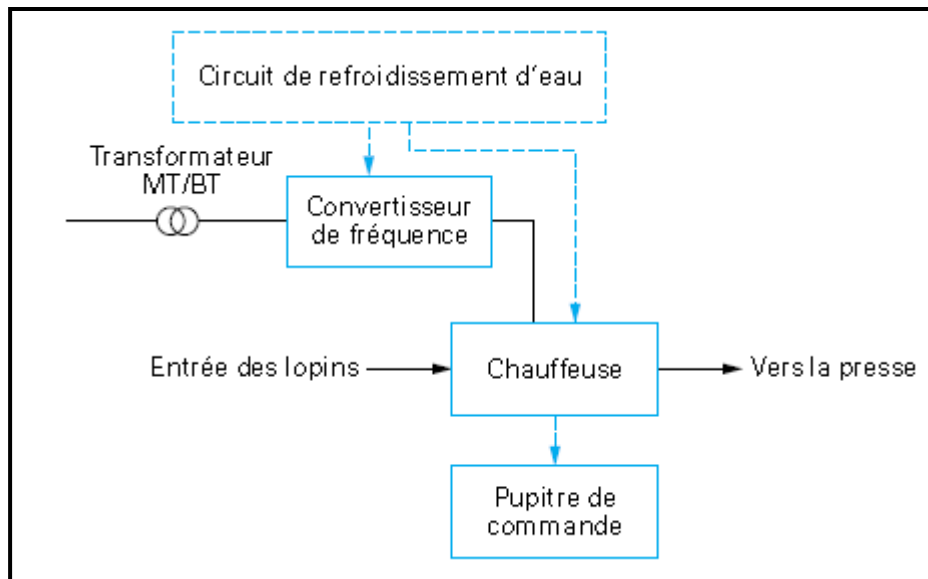 Circuit de refroidissement d'eau
Transformateur
MT/BT
Convertisseur
de fréquence
Entrée des lopins
Chauffeuse
Vers la presse
Pupitre de
commande